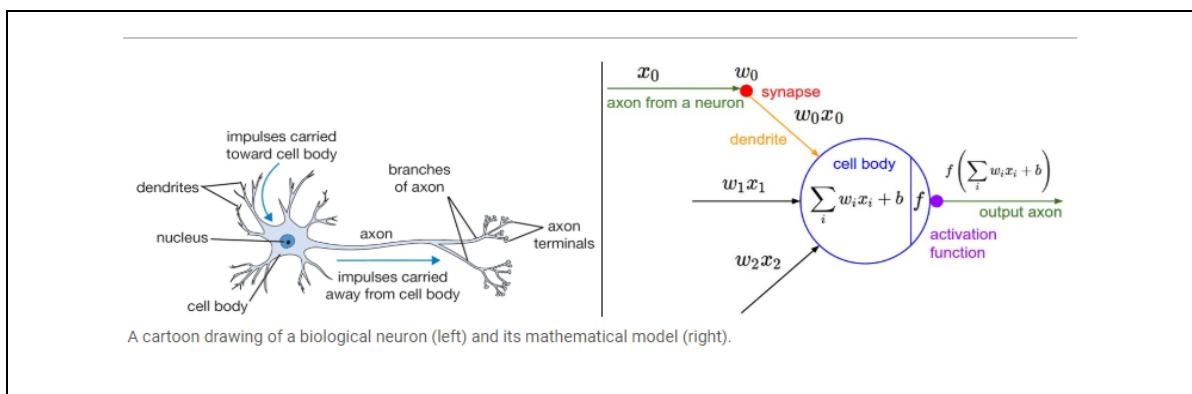 impulses carried
toward cell body
branches
of axon
dendrites
nucleus
axon
axon
terminals
impulses carried
away from cell body
cell body
x₀
w₀
synapse
axon from a neuron
w₀x₀
dendrite
cell body
w₁x₁
∑ᵢ wᵢxᵢ + b
f
f(∑ᵢ wᵢxᵢ + b)
output axon
activation
function
w₂x₂
A cartoon drawing of a biological neuron (left) and its mathematical model (right).